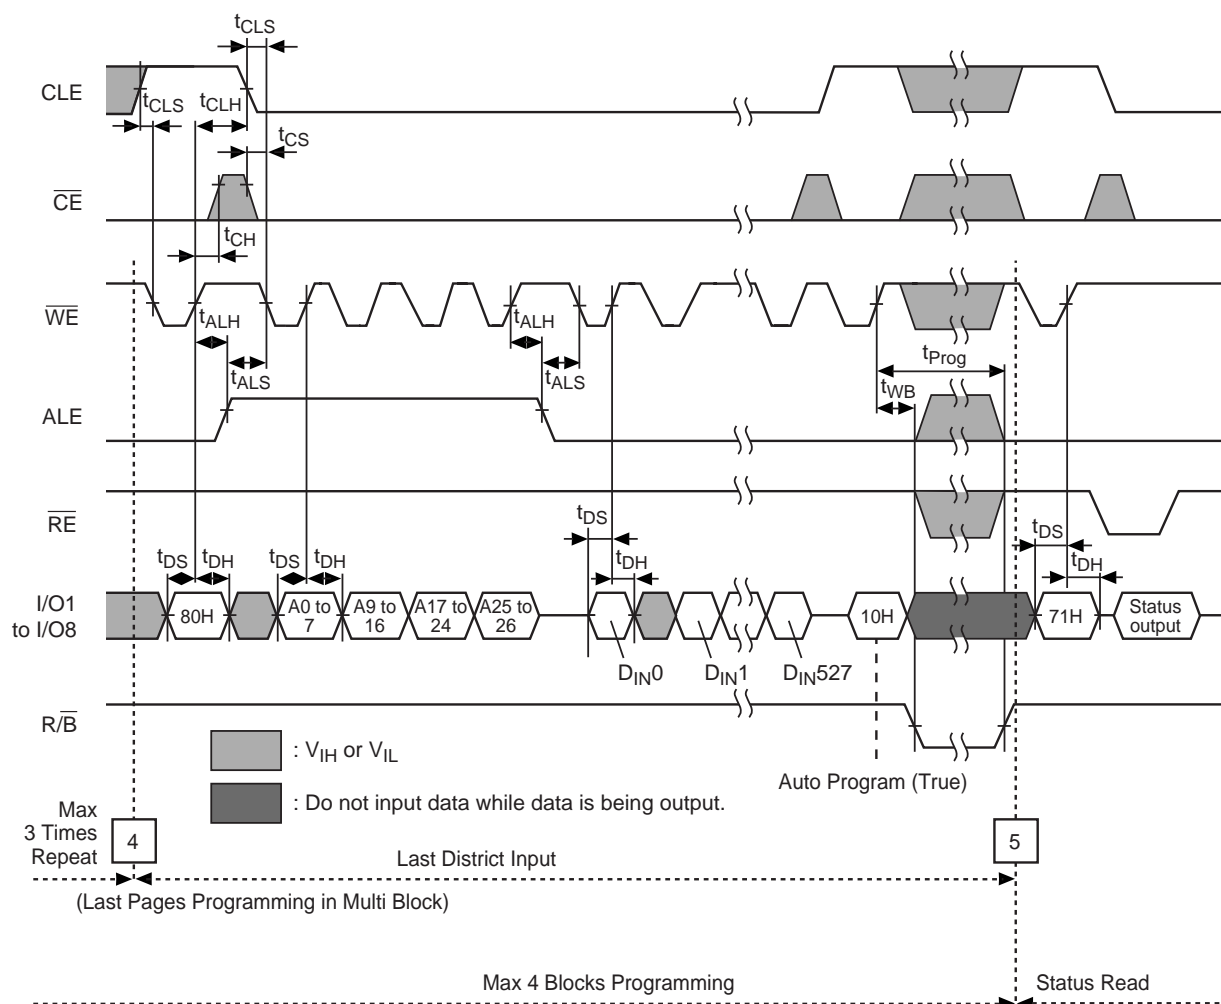 tCLS
CLE
tCLS
tCLH
tCS
CE
tCH
WE
tALH
tALH
tALS
tALS
tProg
tWB
ALE
RE
tDS
tDH
tDS
tDH
tDS
tDH
tDS
tDH
I/O1
to I/O8
80H
A0 to
7
A9 to
16
A17 to
24
A25 to
26
10H
71H
Status
output
DIN0
DIN1
DIN527
R/B
: VIH or VIL
Auto Program (True)
: Do not input data while data is being output.
Max
3 Times
Repeat
4
5
Last District Input
(Last Pages Programming in Multi Block)
Max 4 Blocks Programming
Status Read